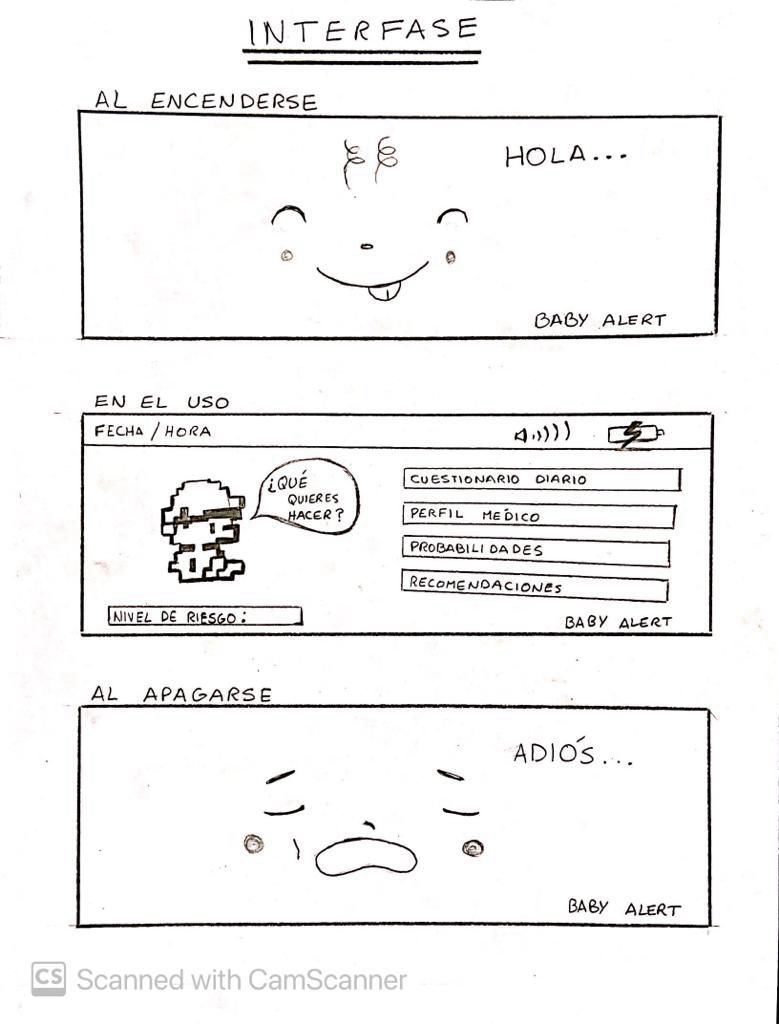 INTERFASE
AL ENCENDERSE
HOLA...
BABY ALERT
EN EL USO
FECHA / HORA
¿QUÉ
QUIERES
HACER?
CUESTIONARIO DIARIO
PERFIL MEDICO
PROBABILIDADES
RECOMENDACIONES
NIVEL DE RIESGO:
BABY ALERT
AL APAGARSE
ADIÓS...
BABY ALERT
CS Scanned with CamScanner